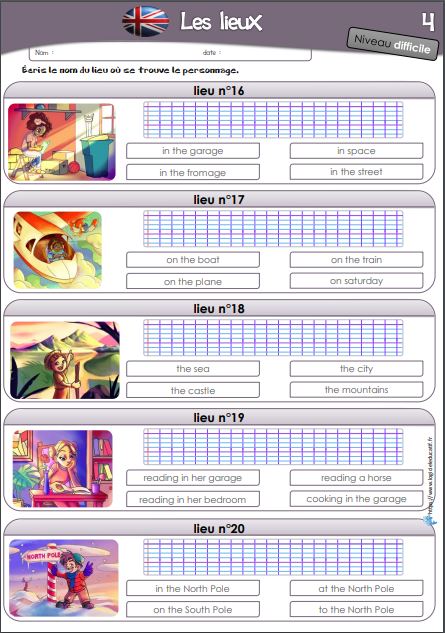 Les lieux
4
Niveau difficile
Nom :
date :
Écris le nom du lieu où se trouve le personnage.
lieu n°16
in the garage
in space
in the fromage
in the street
lieu n°17
on the boat
on the train
on the plane
on saturday
lieu n°18
the sea
the city
the castle
the mountains
lieu n°19
reading in her garage
reading a horse
reading in her bedroom
cooking in the garage
https://www.logicieleducatif.fr
lieu n°20
NORTH POLE
in the North Pole
at the North Pole
on the South Pole
to the North Pole